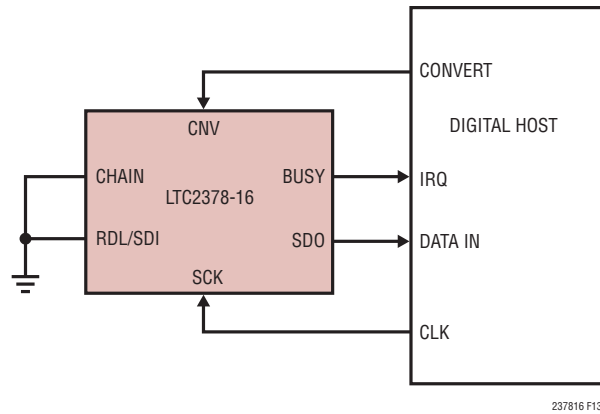 CONVERT
CNV
DIGITAL HOST
CHAIN
BUSY
IRQ
LTC2378-16
RDL/SDI
SDO
DATA IN
SCK
CLK
237816 F13